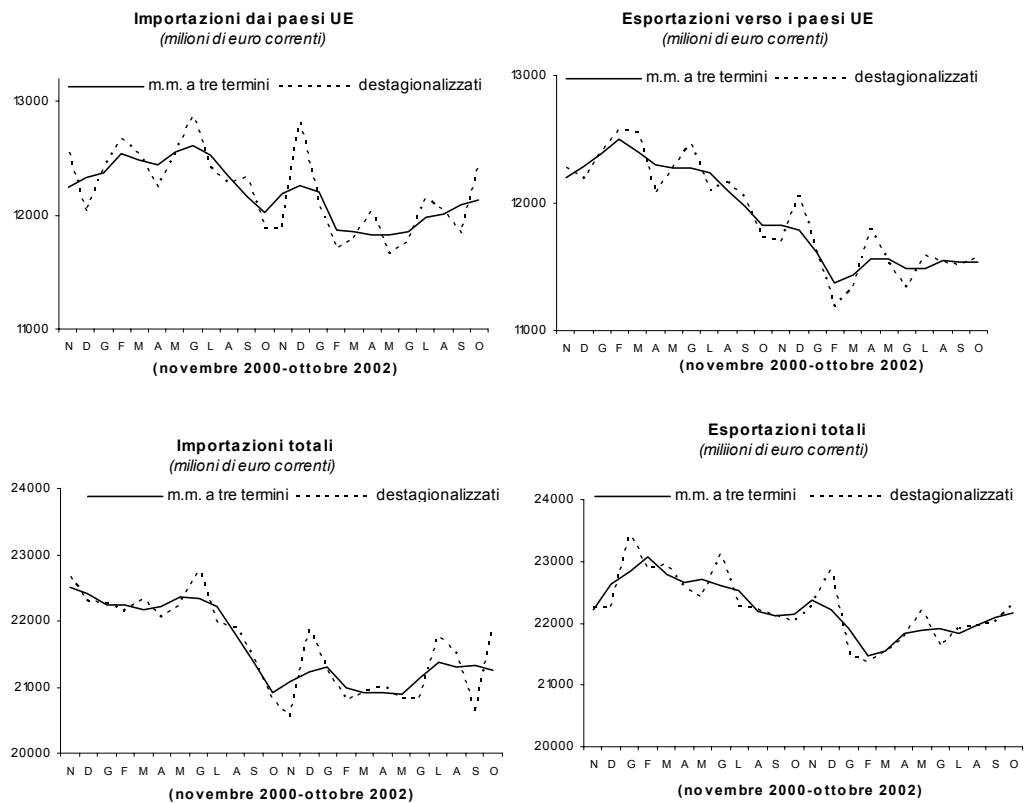 Importazioni dai paesi UE
(milioni di euro correnti)
m.m. a tre termini destagionalizzati
13000
12000
11000
N D G F M A M G L A S O N D G F M A M G L A S O
(novembre 2000-ottobre 2002)
Esportazioni verso i paesi UE
(milioni di euro correnti)
m.m. a tre termini destagionalizzati
13000
12000
11000
N D G F M A M G L A S O N D G F M A M G L A S O
(novembre 2000-ottobre 2002)
Importazioni totali
(milioni di euro correnti)
m.m. a tre termini destagionalizzati
24000
23000
22000
21000
20000
N D G F M A M G L A S O N D G F M A M G L A S O
(novembre 2000-ottobre 2002)
Esportazioni totali
(miliioni di euro correnti)
m.m. a tre termini destagionalizzati
24000
23000
22000
21000
20000
N D G F M A M G L A S O N D G F M A M G L A S O
(novembre 2000-ottobre 2002)